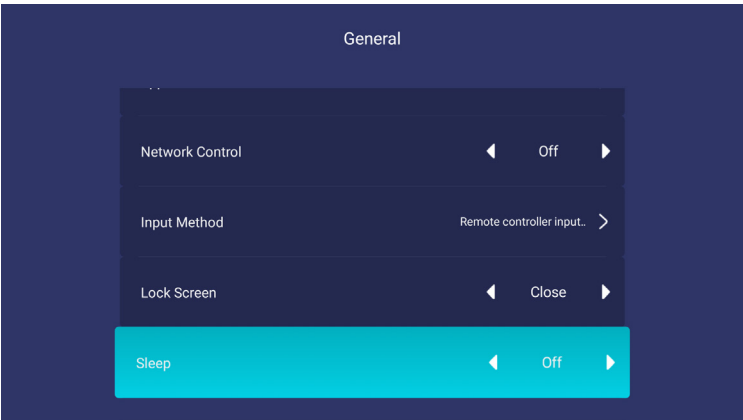 General
Network Control Off
Input Method Remote controller input..
Lock Screen Close
Sleep Off